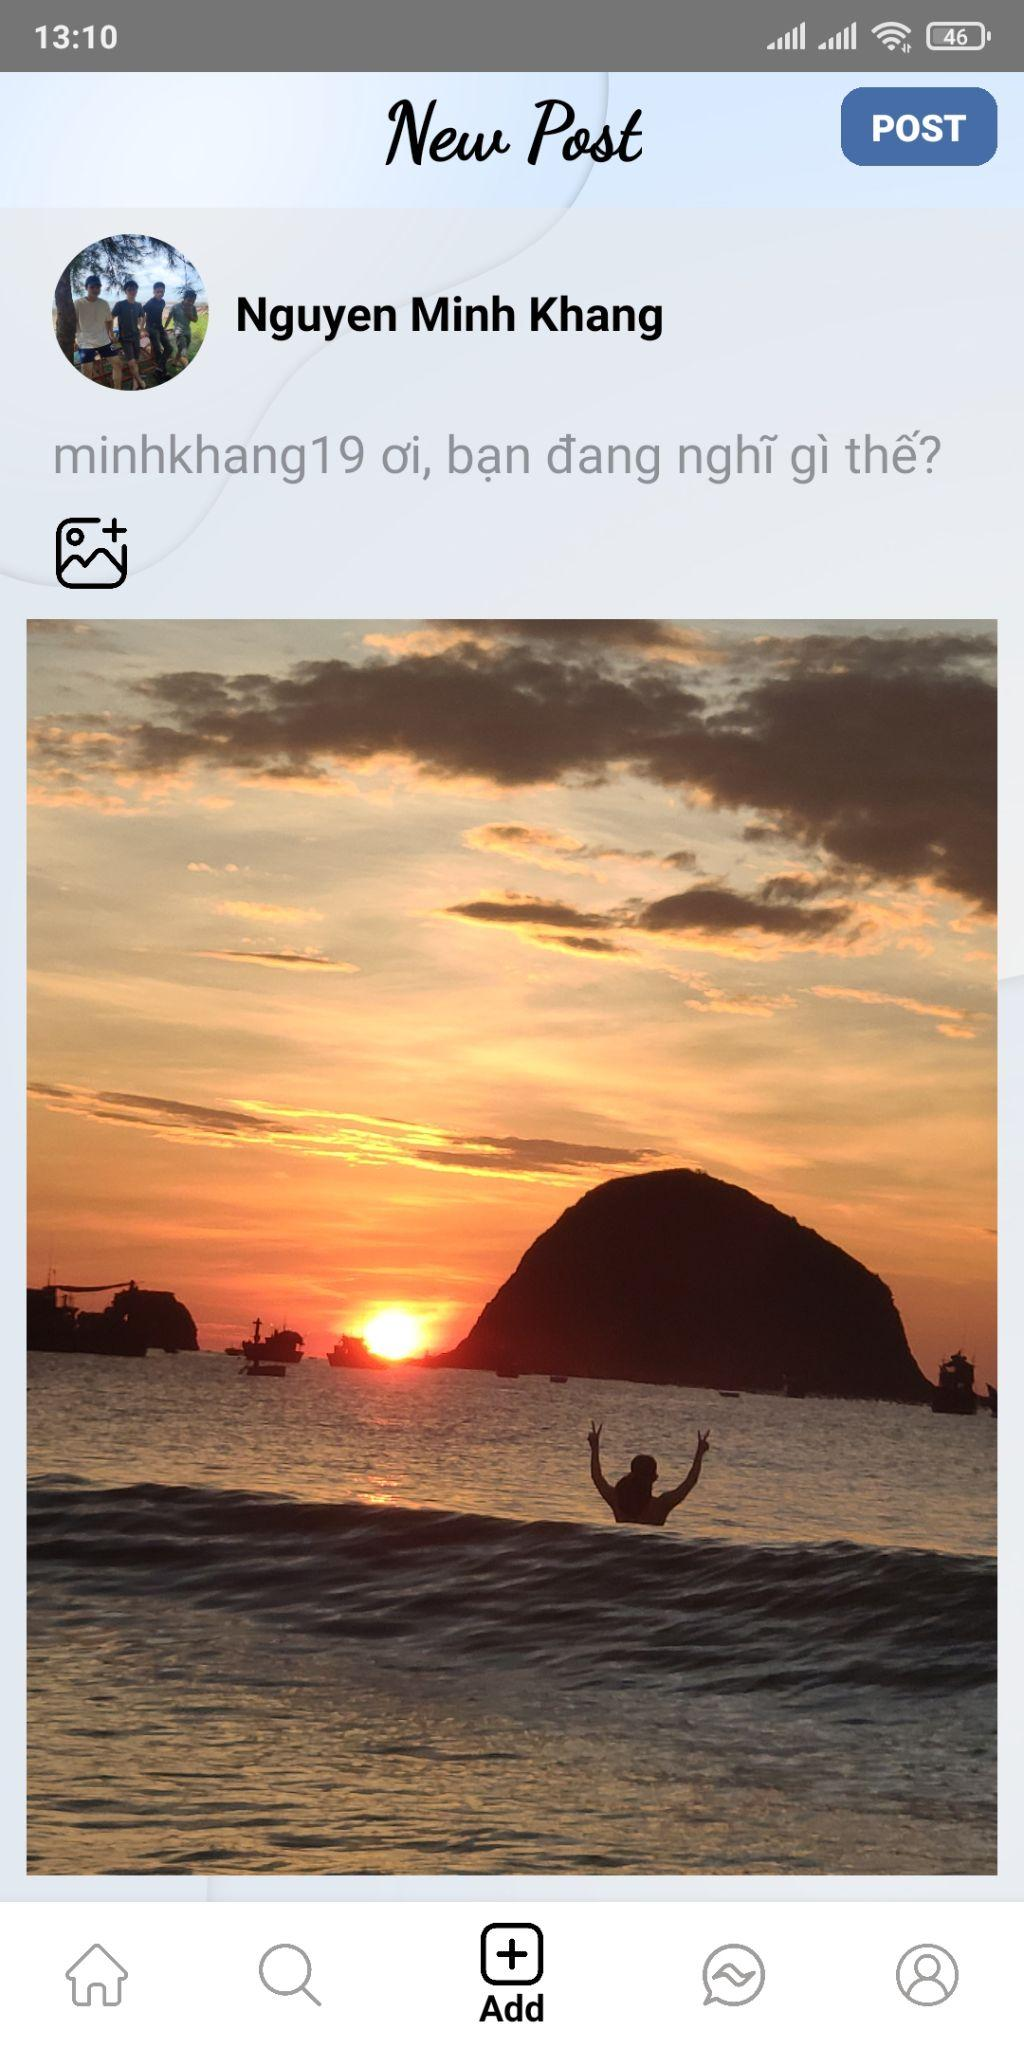 13:10
46
New Post
POST
Nguyen Minh Khang
minhkhang19 ơi, bạn đang nghĩ gì thế?
Add